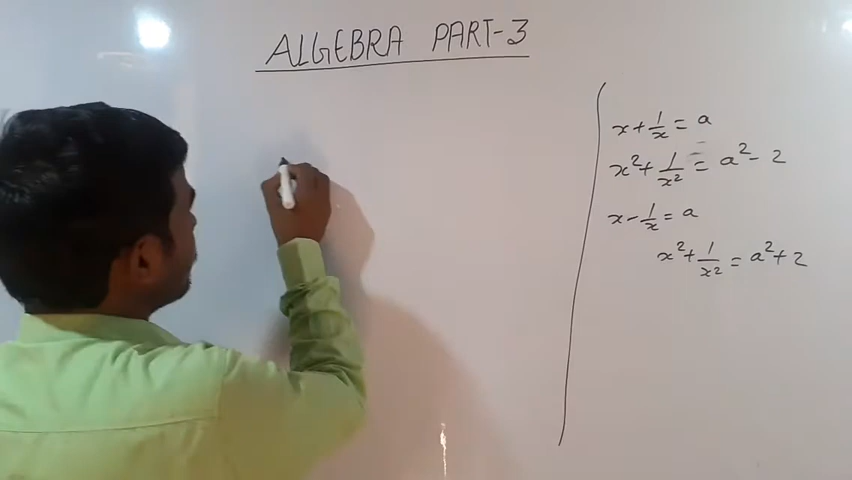 ALGEBRA PART-3
x + 1/x = a
x² + 1/x² = a² - 2
x - 1/x = a
x² + 1/x² = a² + 2